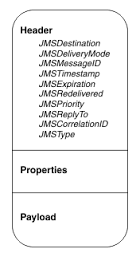 Header
JMSDestination
JMSDeliveryMode
JMSMessageID
JMSTimestamp
JMSExpiration
JMSRedelivered
JMSPriority
JMSReplyTo
JMSCorrelationID
JMSType
Properties
Payload